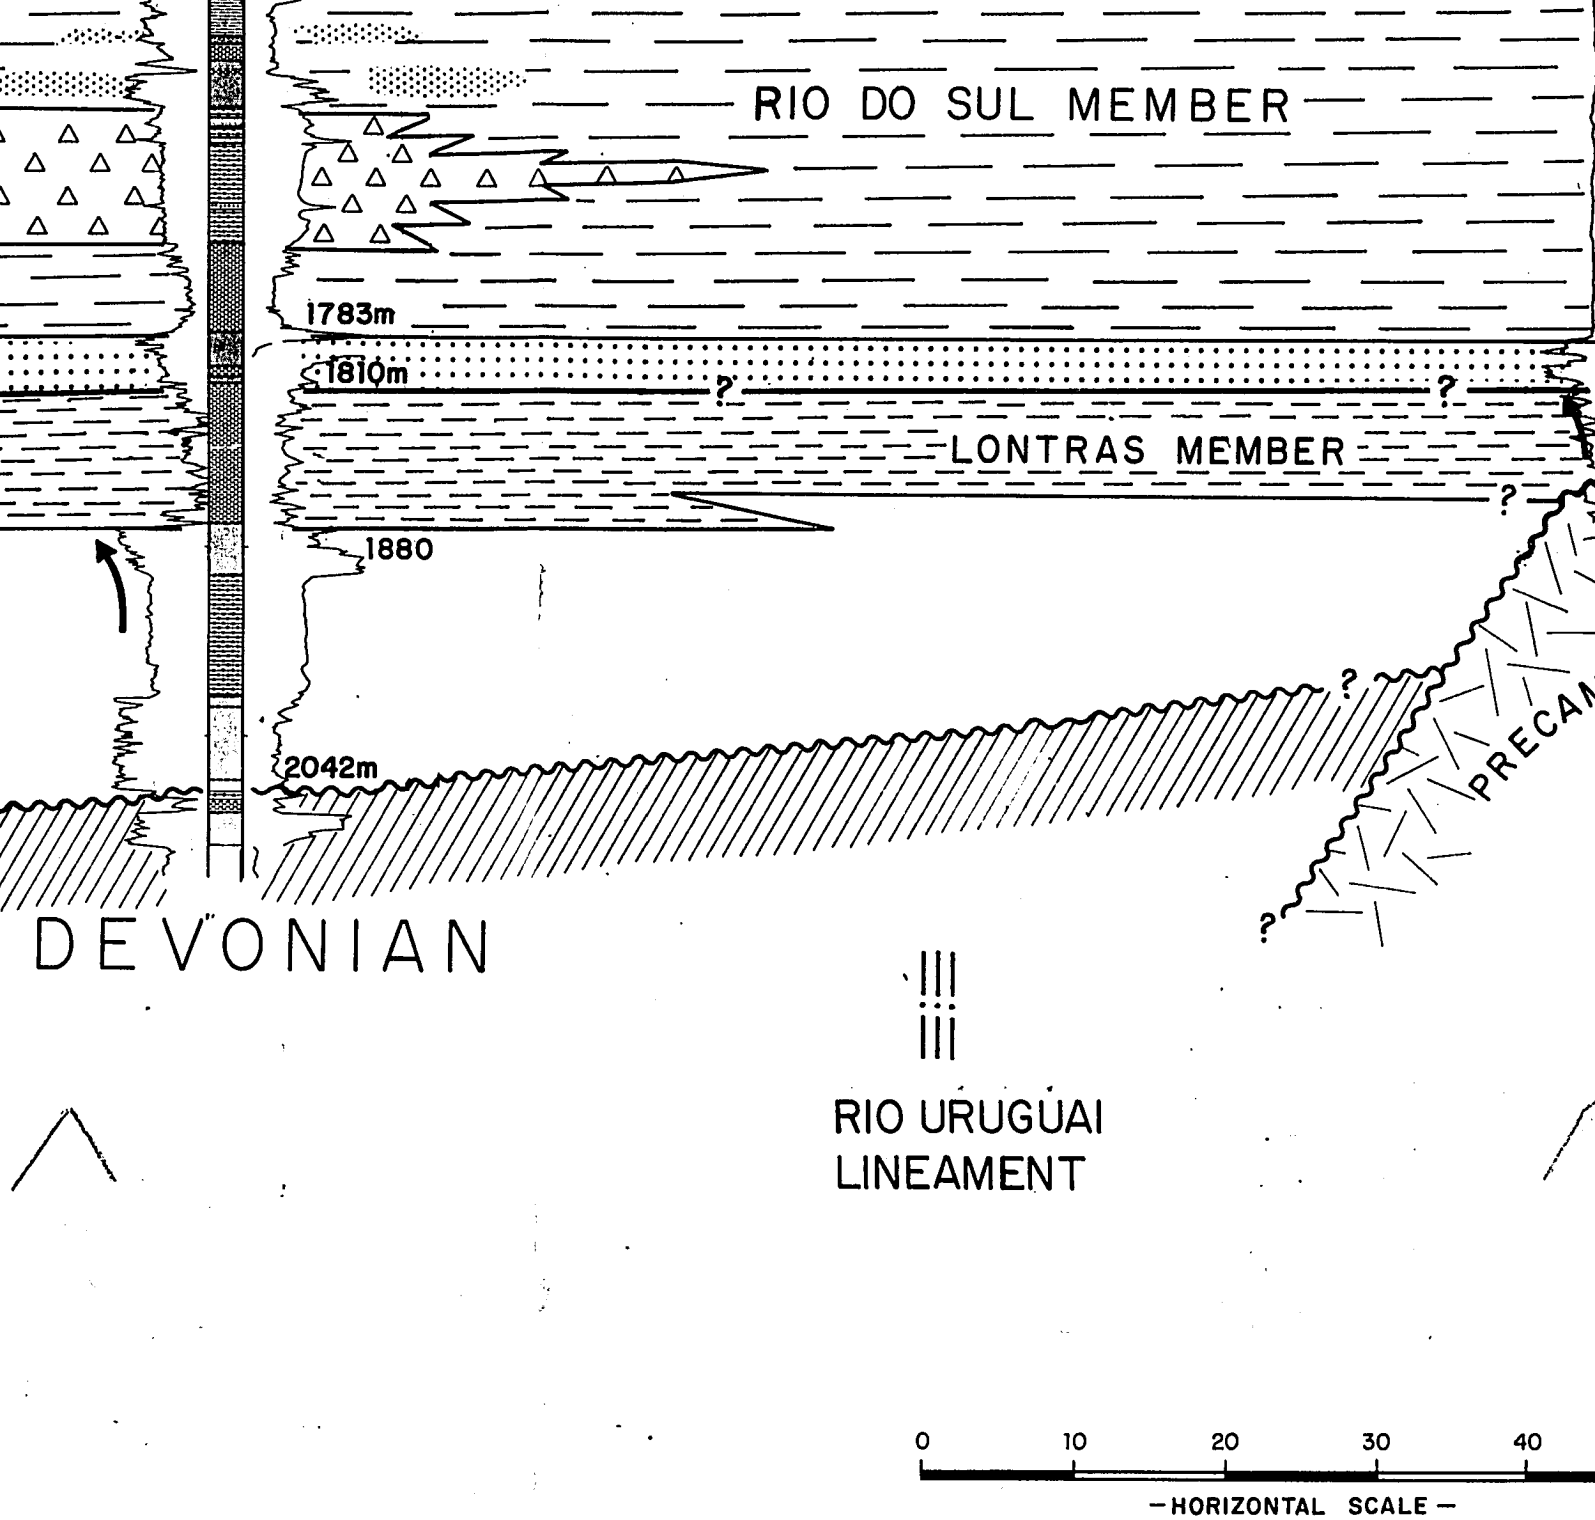 RIO DO SUL MEMBER
1783m
1810m
?
?
LONTRAS MEMBER
?
1880
?
2042m
DEVONIAN
?
RIO URUGUAI
LINEAMENT
0 10 20 30 40
-HORIZONTAL SCALE-